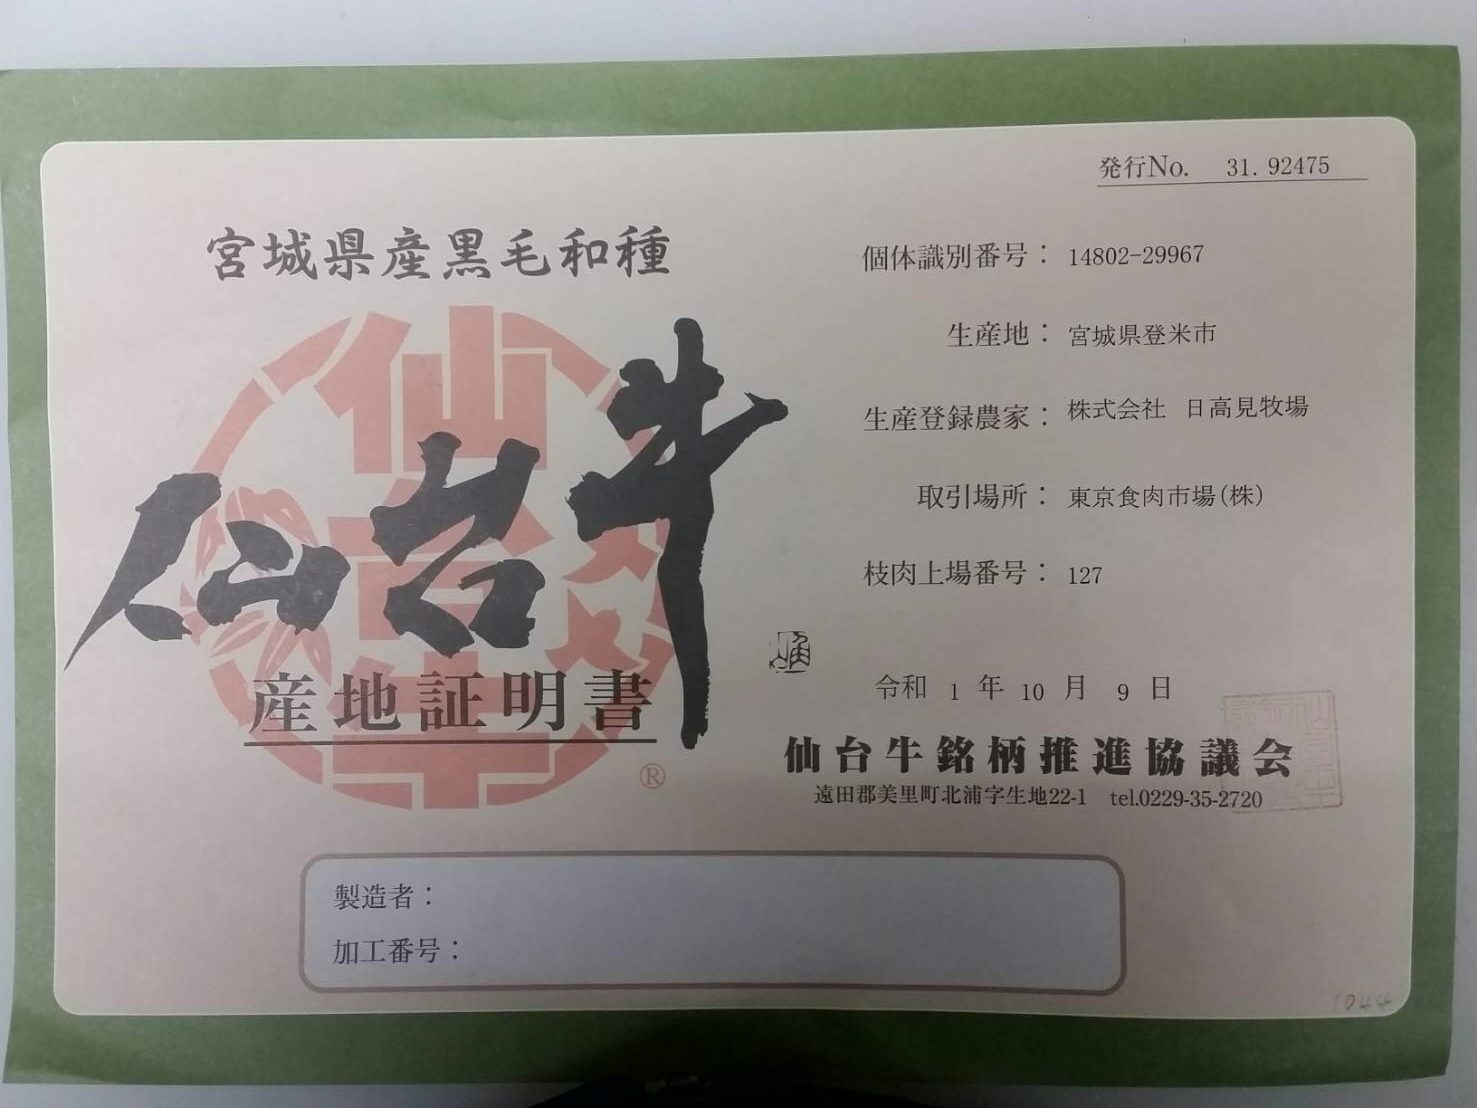 発行No. 31. 92475
宮城県産黒毛和種
仙台牛
仙台牛
産地証明書
®
個体識別番号： 14802-29967
生産地： 宮城県登米市
生産登録農家： 株式会社 日高見牧場
取引場所： 東京食肉市場(株)
枝肉上場番号： 127
令和 1 年 10 月 9 日
仙台牛銘柄推進協議会
遠田郡美里町北浦字生地22-1 tel.0229-35-2720
製造者：
加工番号：
1044